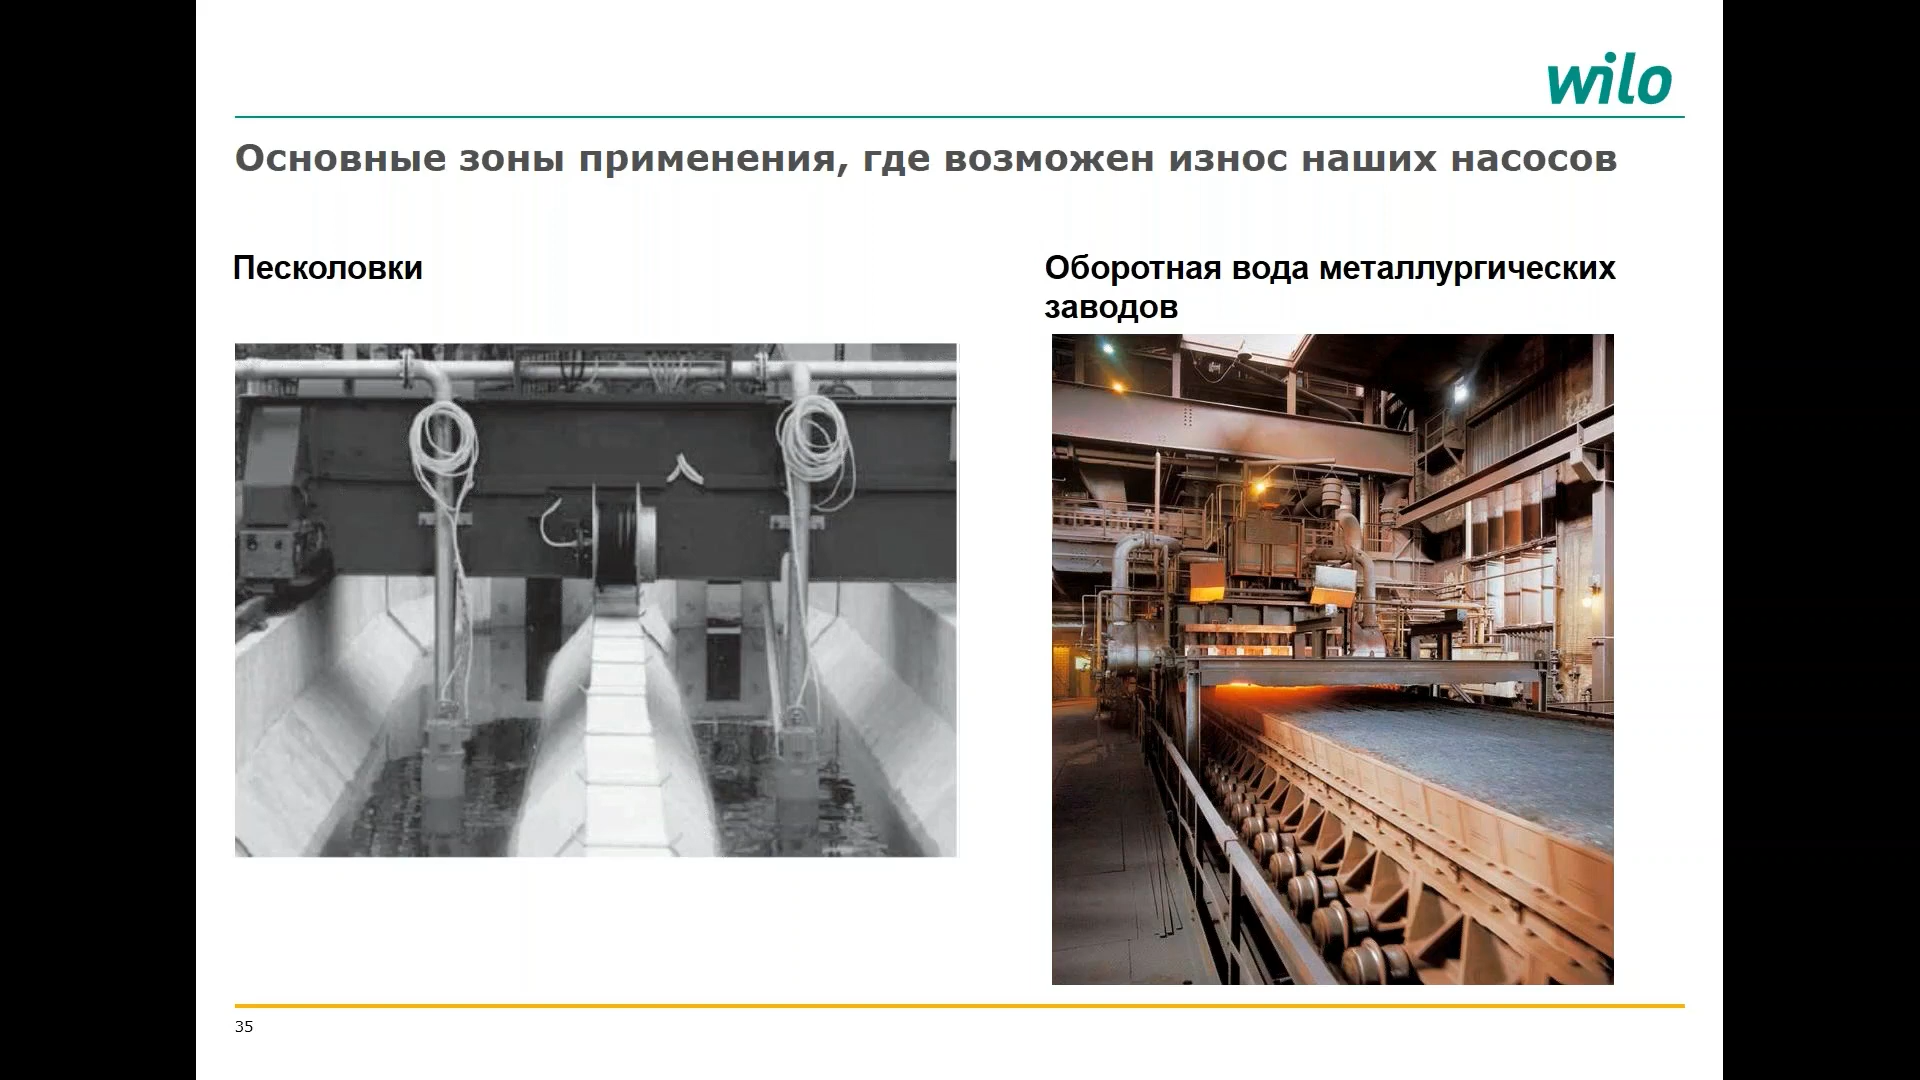 wilo
Основные зоны применения, где возможен износ наших насосов
Песколовки
Оборотная вода металлургических
заводов
35